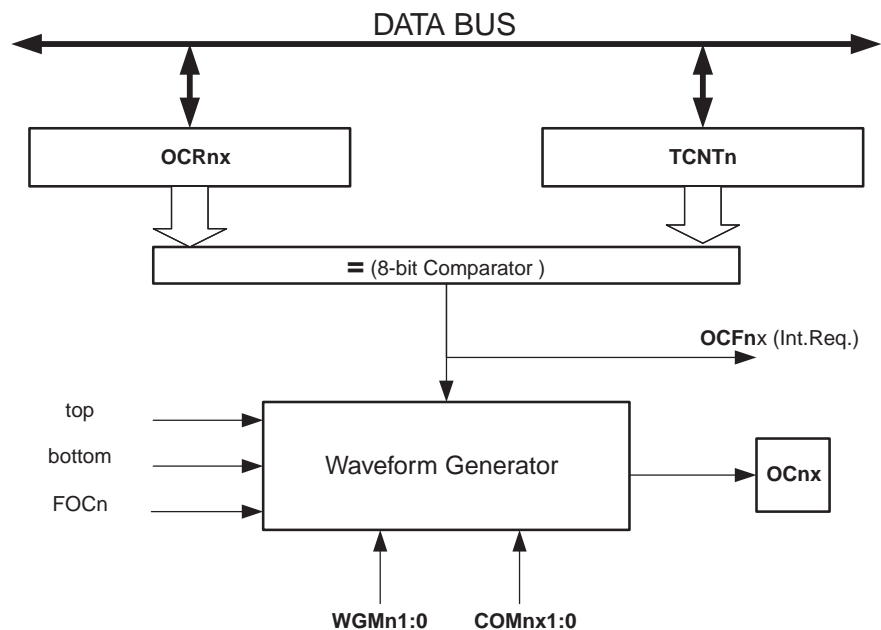 DATA BUS
OCRnx
TCNTn
= (8-bit Comparator )
OCFnx (Int.Req.)
top
bottom
FOCn
Waveform Generator
OCnx
WGMn1:0
COMnx1:0